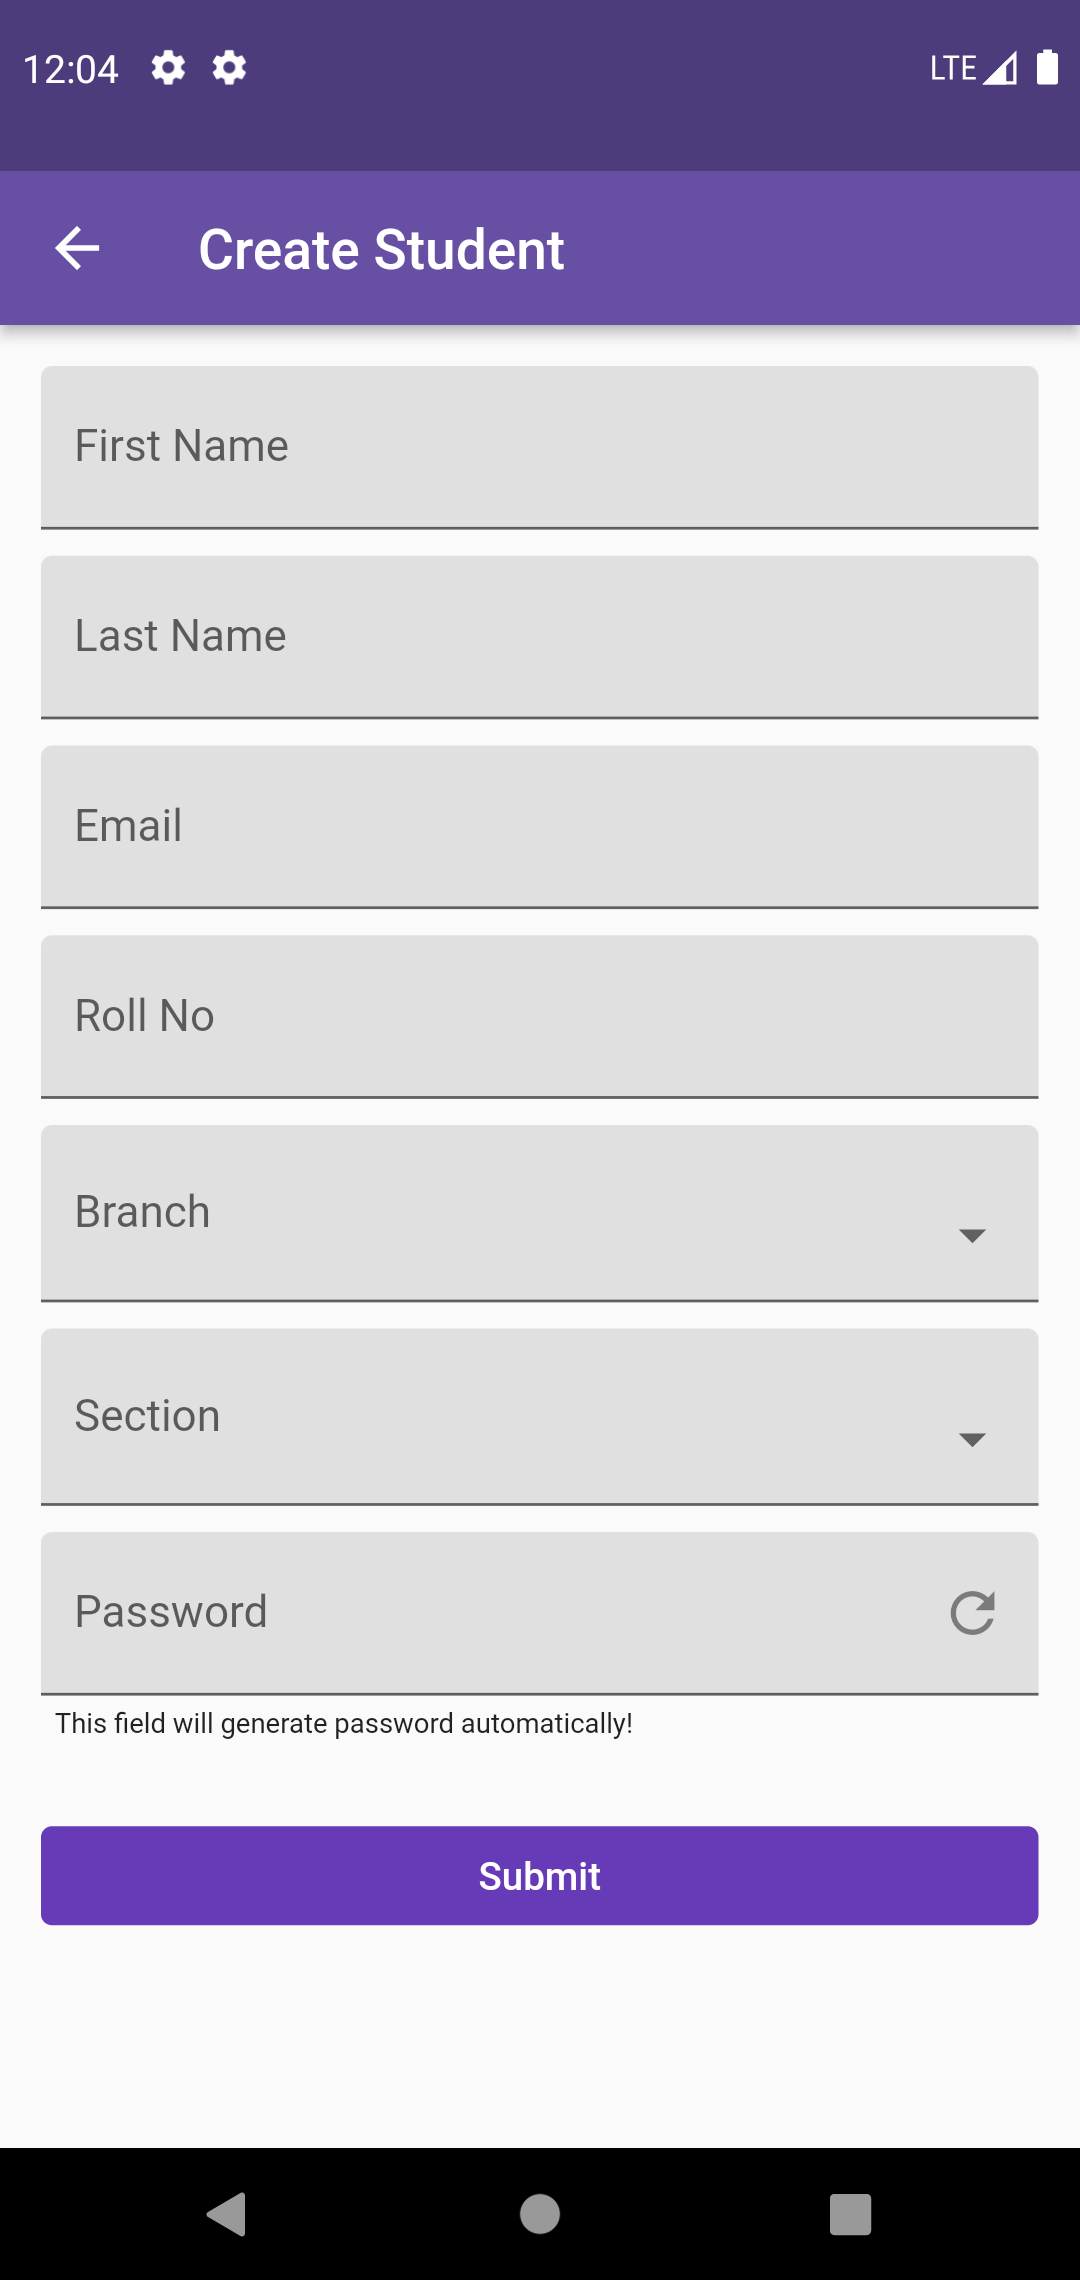 12:04 LTE
Create Student
First Name
Last Name
Email
Roll No
Branch
Section
Password
This field will generate password automatically!
Submit